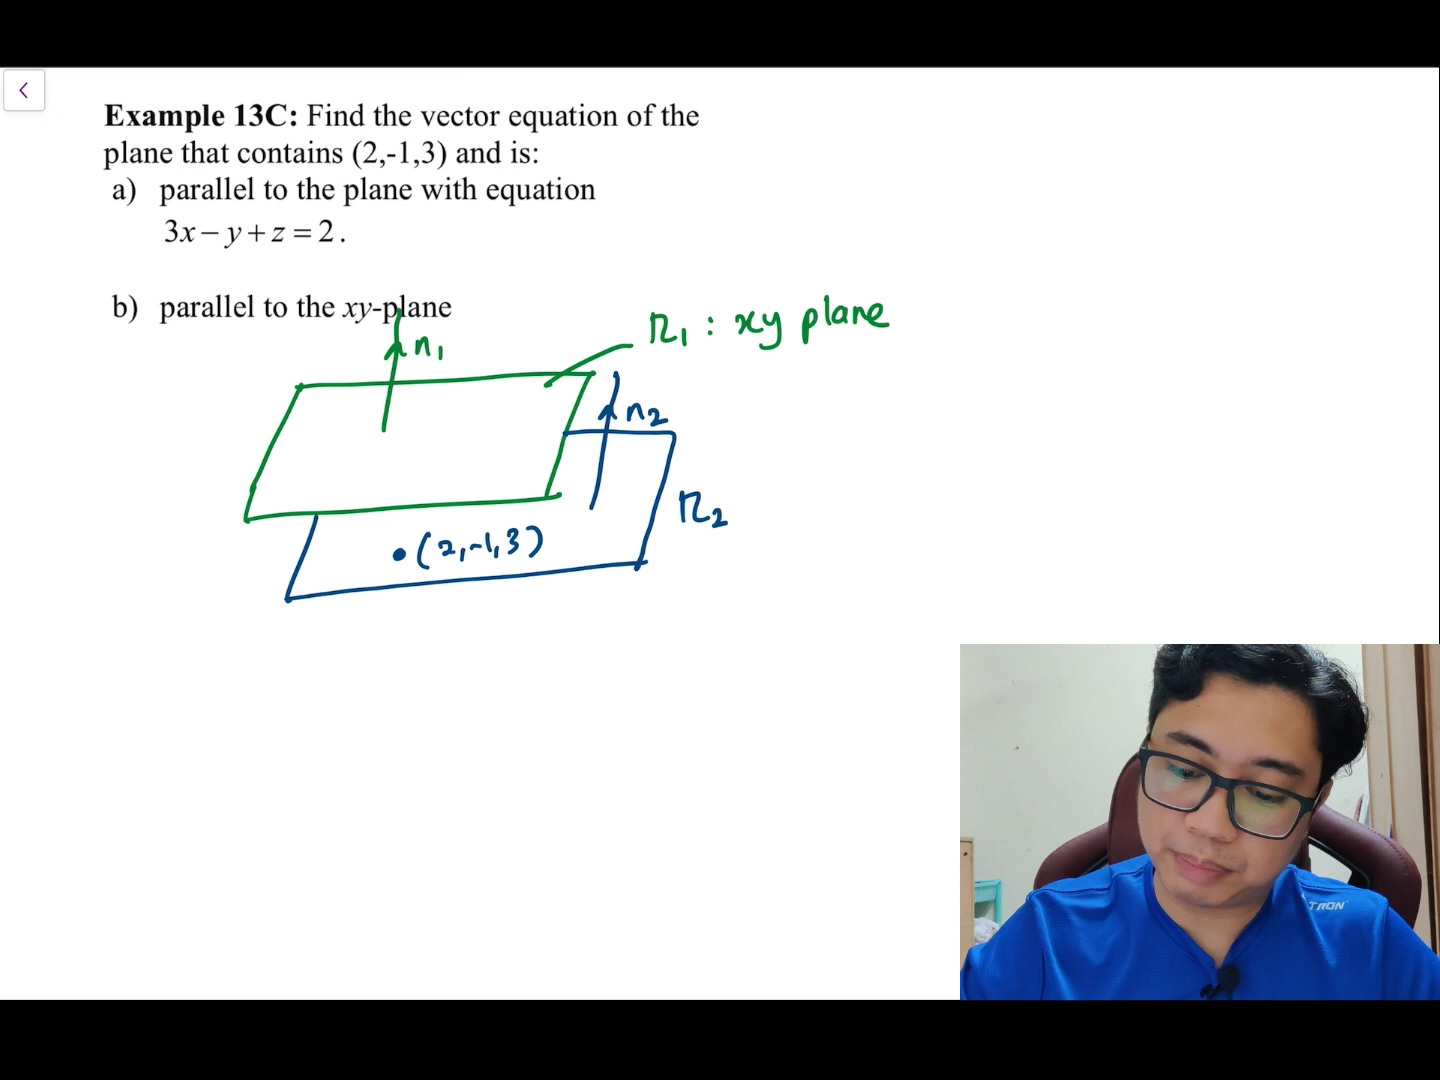 Example 13C: Find the vector equation of the
plane that contains (2,-1,3) and is:
a) parallel to the plane with equation
3x − y + z = 2.
b) parallel to the xy-plane
π₁ : xy plane
n₁
n₂
π₂
(2,-1,3)
TRON